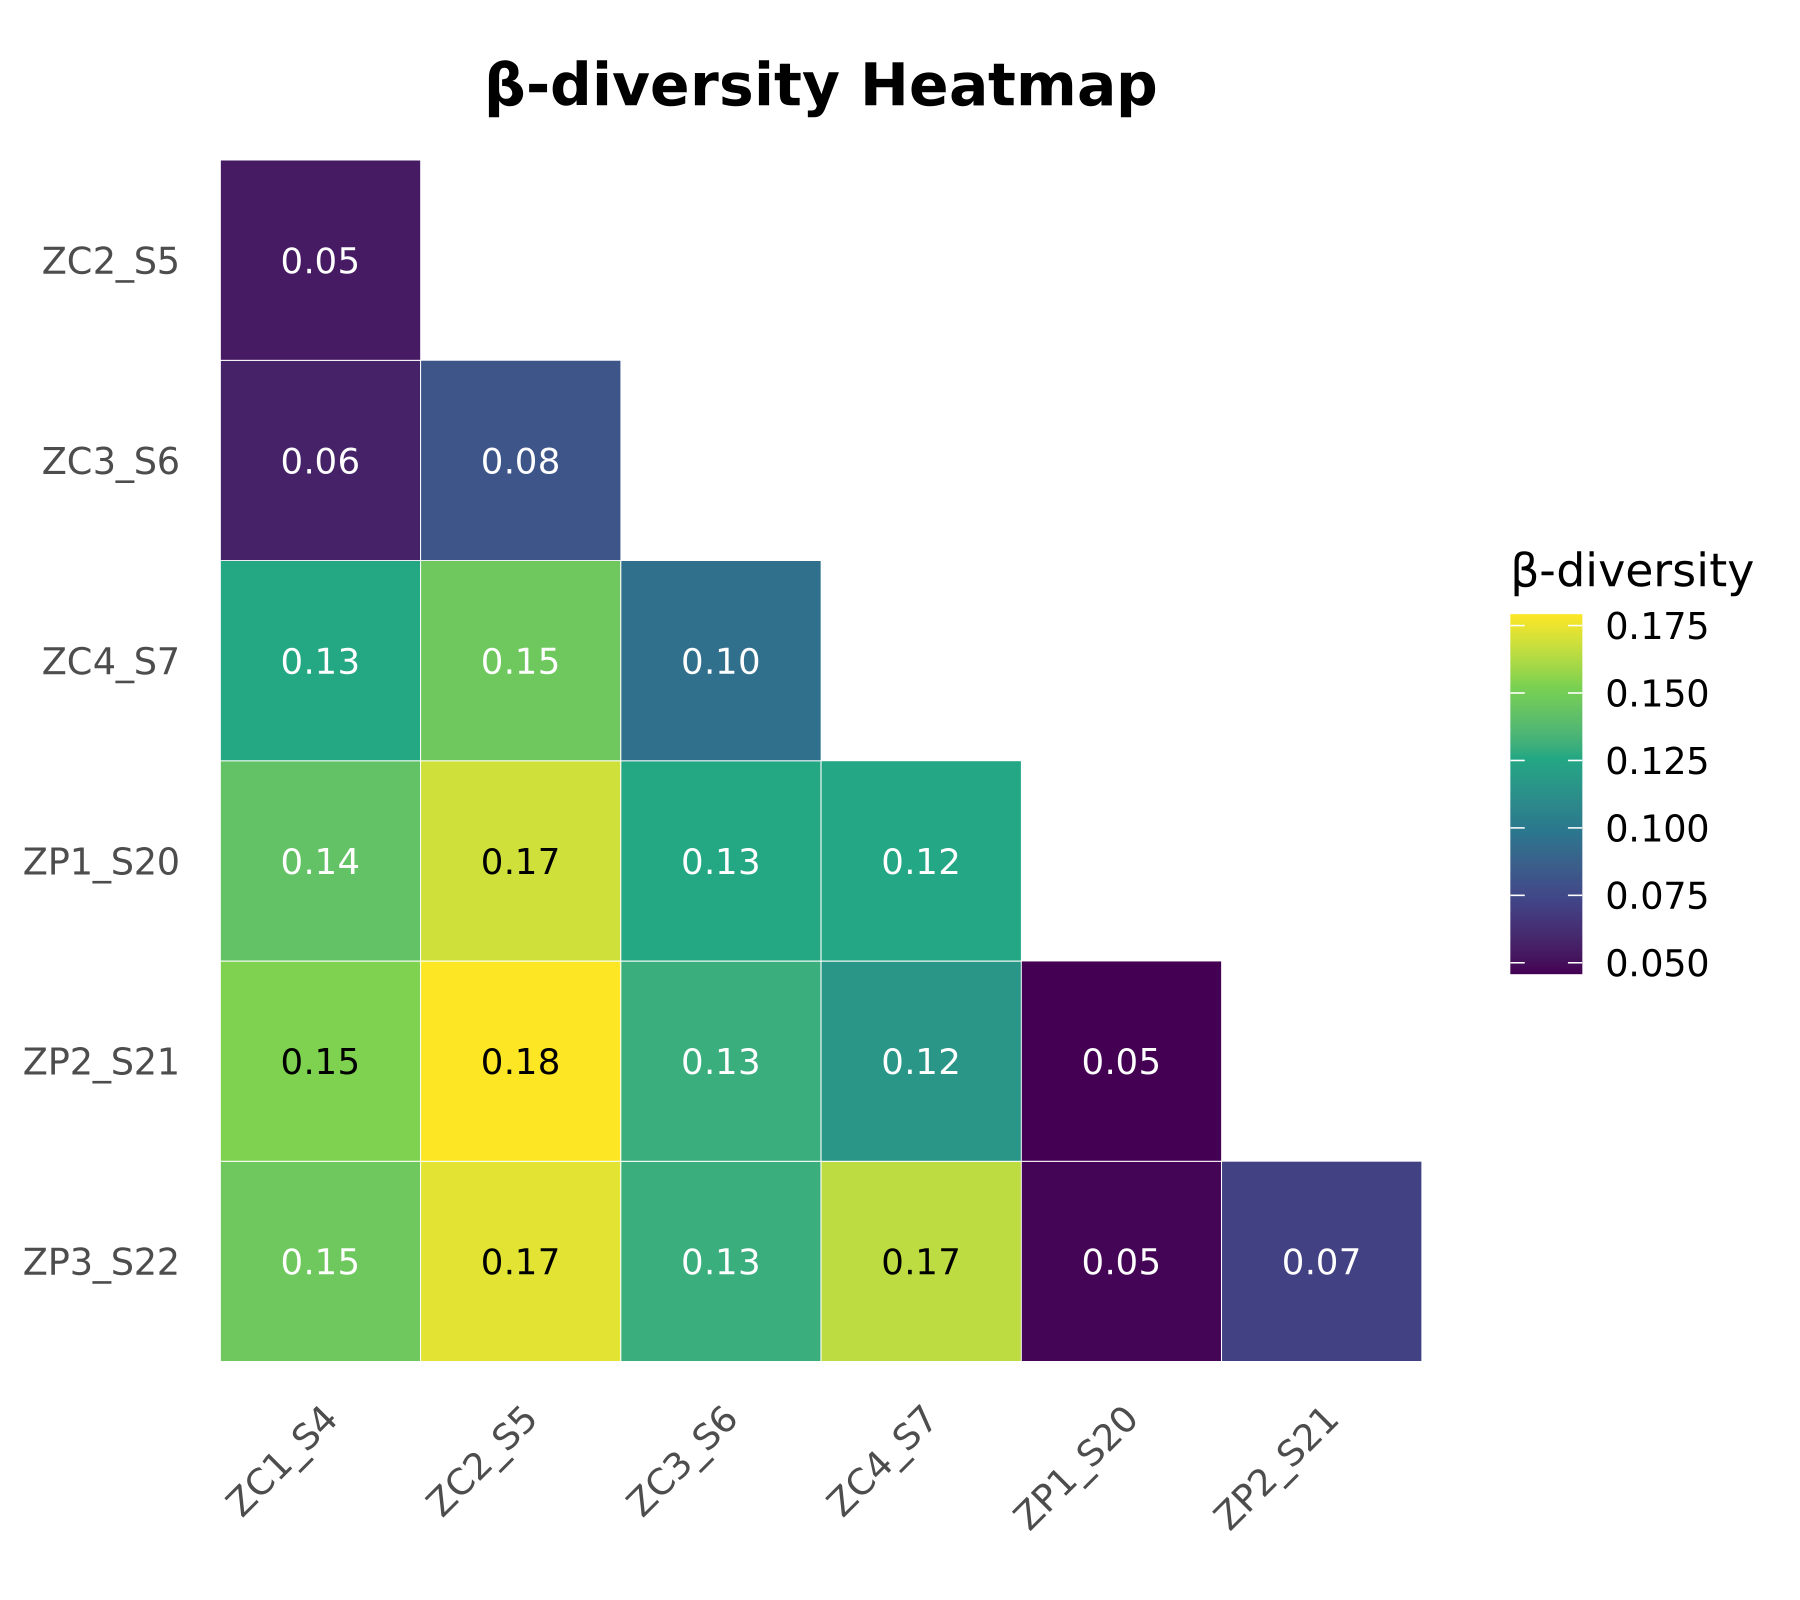 β-diversity Heatmap
ZC2_S5 0.05
ZC3_S6 0.06 0.08
ZC4_S7 0.13 0.15 0.10
ZP1_S20 0.14 0.17 0.13 0.12
ZP2_S21 0.15 0.18 0.13 0.12 0.05
ZP3_S22 0.15 0.17 0.13 0.17 0.05 0.07
ZC1_S4 ZC2_S5 ZC3_S6 ZC4_S7 ZP1_S20 ZP2_S21
β-diversity
0.175
0.150
0.125
0.100
0.075
0.050